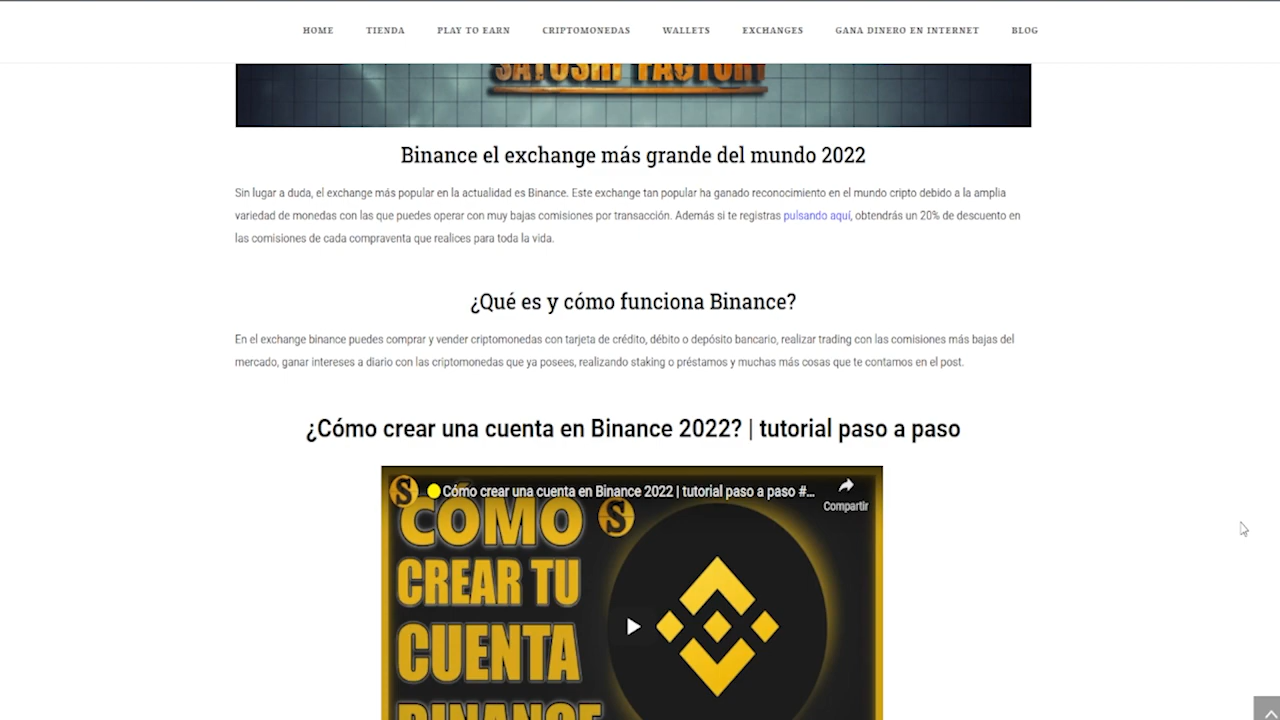 HOME TIENDA PLAY TO EARN CRIPTOMONEDAS WALLETS EXCHANGES GANA DINERO EN INTERNET BLOG
SATOSHI FACTORY
Binance el exchange más grande del mundo 2022
Sin lugar a duda, el exchange más popular en la actualidad es Binance. Este exchange tan popular ha ganado reconocimiento en el mundo cripto debido a la amplia
variedad de monedas con las que puedes operar con muy bajas comisiones por transacción. Además si te registras pulsando aquí, obtendrás un 20% de descuento en
las comisiones de cada compraventa que realices para toda la vida.
¿Qué es y cómo funciona Binance?
En el exchange binance puedes comprar y vender criptomonedas con tarjeta de crédito, débito o depósito bancario, realizar trading con las comisiones más bajas del
mercado, ganar intereses a diario con las criptomonedas que ya posees, realizando staking o préstamos y muchas más cosas que te contamos en el post.
¿Cómo crear una cuenta en Binance 2022? | tutorial paso a paso
S Cómo crear una cuenta en Binance 2022 | tutorial paso a paso #...
Compartir
CÓMO S
CREAR TU
CUENTA
BINANCE